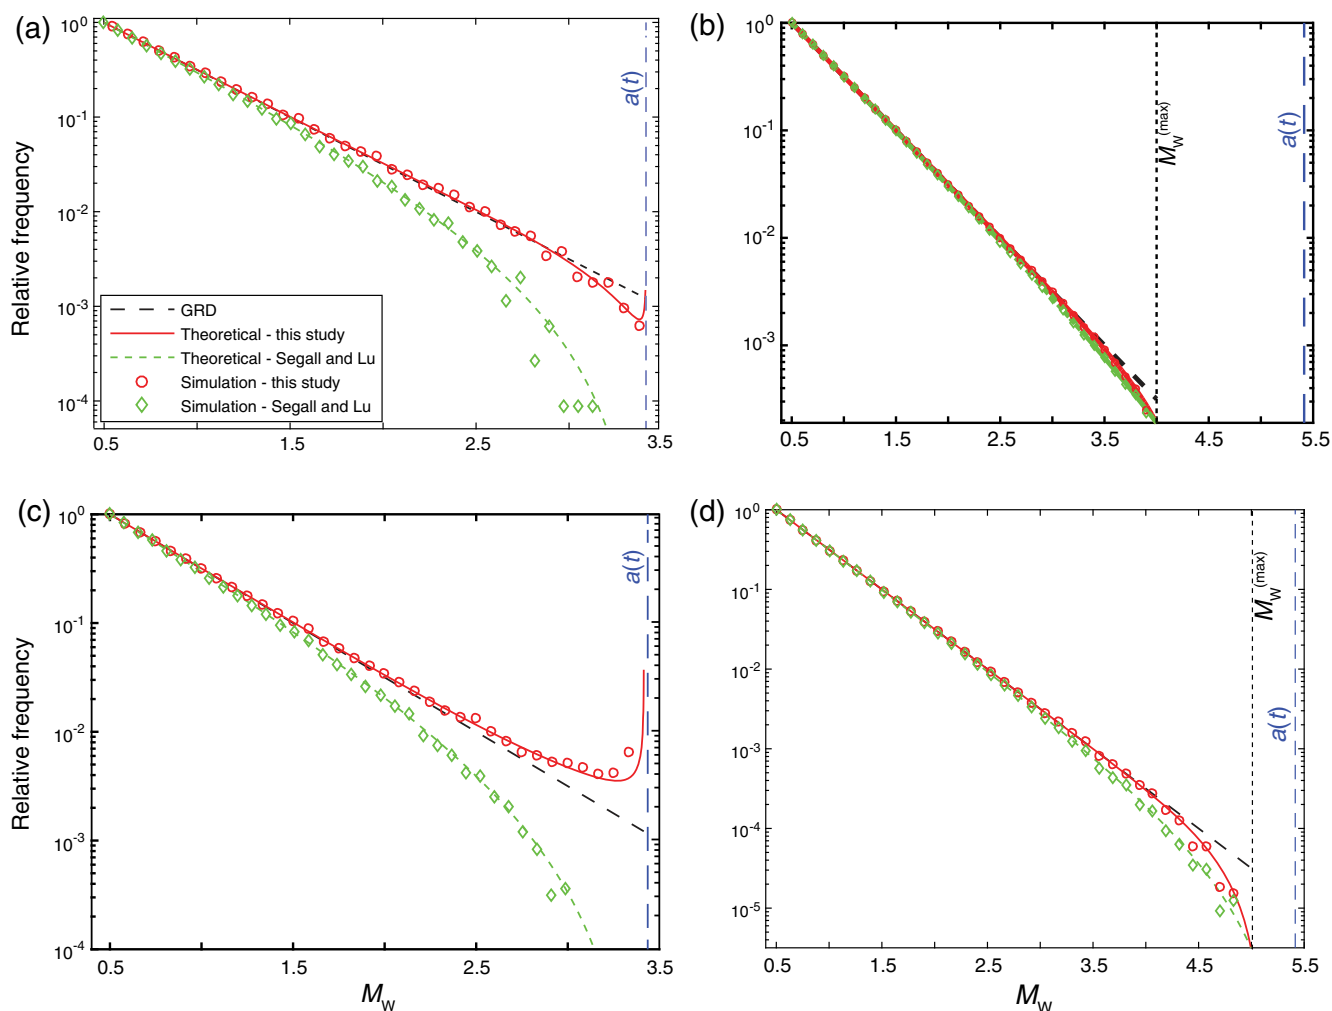 (a)
10^0
10^-1
10^-2
10^-3
10^-4
Relative frequency
a(t)
GRD
Theoretical - this study
Theoretical - Segall and Lu
Simulation - this study
Simulation - Segall and Lu
0.5 1.5 2.5 3.5
(b)
10^0
10^-1
10^-2
10^-3
M_W^(max)
a(t)
0.5 1.5 2.5 3.5 4.5 5.5
(c)
10^0
10^-1
10^-2
10^-3
10^-4
Relative frequency
a(t)
0.5 1.5 2.5 3.5
M_W
(d)
10^0
10^-1
10^-2
10^-3
10^-4
10^-5
M_W^(max)
a(t)
0.5 1.5 2.5 3.5 4.5 5.5
M_W